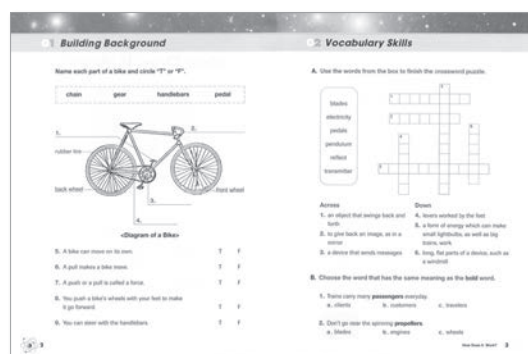 1 Building Background
Name each part of a bike and circle "T" or "F".
chain gear handlebars pedal
1.
2.
rubber tire
back wheel
front wheel
3.
4.
<Diagram of a Bike>
5. A bike can move on its own. T F
6. A pull makes a bike move. T F
7. A push or a pull is called a force. T F
8. You push a bike's wheels with your feet to make
it go forward. T F
9. You can steer with the handlebars. T F
2 Vocabulary Skills
A. Use the words from the box to finish the crossword puzzle.
blades
electricity
pedals
pendulum
reflect
transmitter
Across
1. an object that swings back and
forth
2. to give back an image, as in a
mirror
3. a device that sends messages
Down
4. levers worked by the foot
5. a form of energy which can make
small lightbulbs, as well as big
trains, work
6. long, flat parts of a device, such as
a windmill
B. Choose the word that has the same meaning as the bold word.
1. Trains carry many passengers everyday.
a. clients b. customers c. travelers
2. Don't go near the spinning propellers.
a. blades b. engines c. wheels
How Does It Work? 3